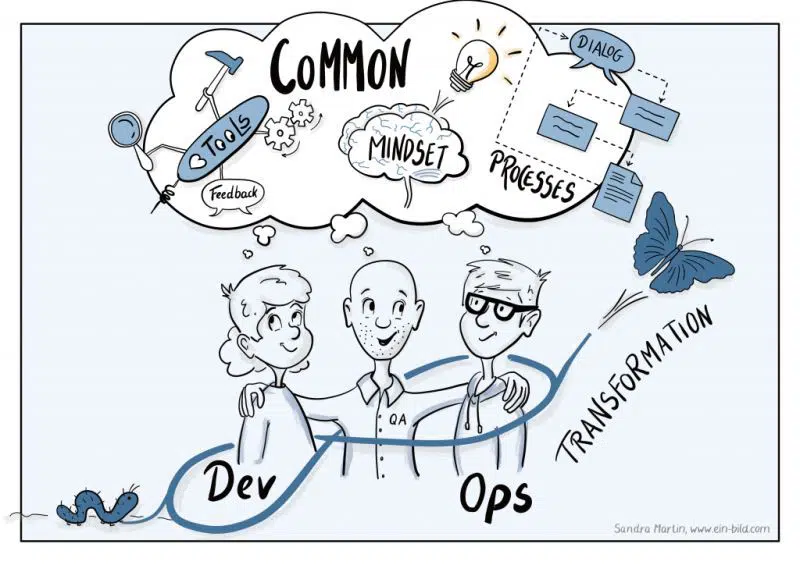 COMMON
Tools
Feedback
MINDSET
DIALOG
PROCESSES
QA
Dev
Ops
TRANSFORMATION
Sandra Martin, www.ein-bild.com